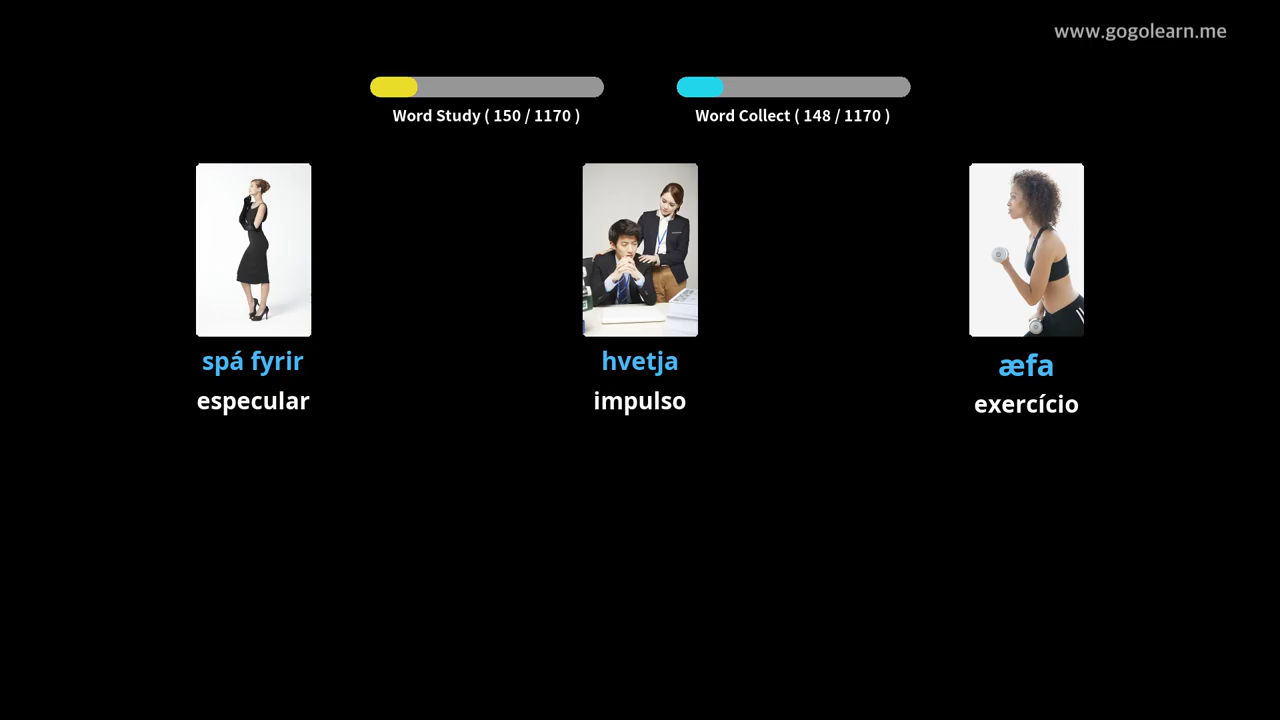 www.gogolearn.me
Word Study ( 150 / 1170 )
Word Collect ( 148 / 1170 )
spá fyrir
hvetja
æfa
especular
impulso
exercício